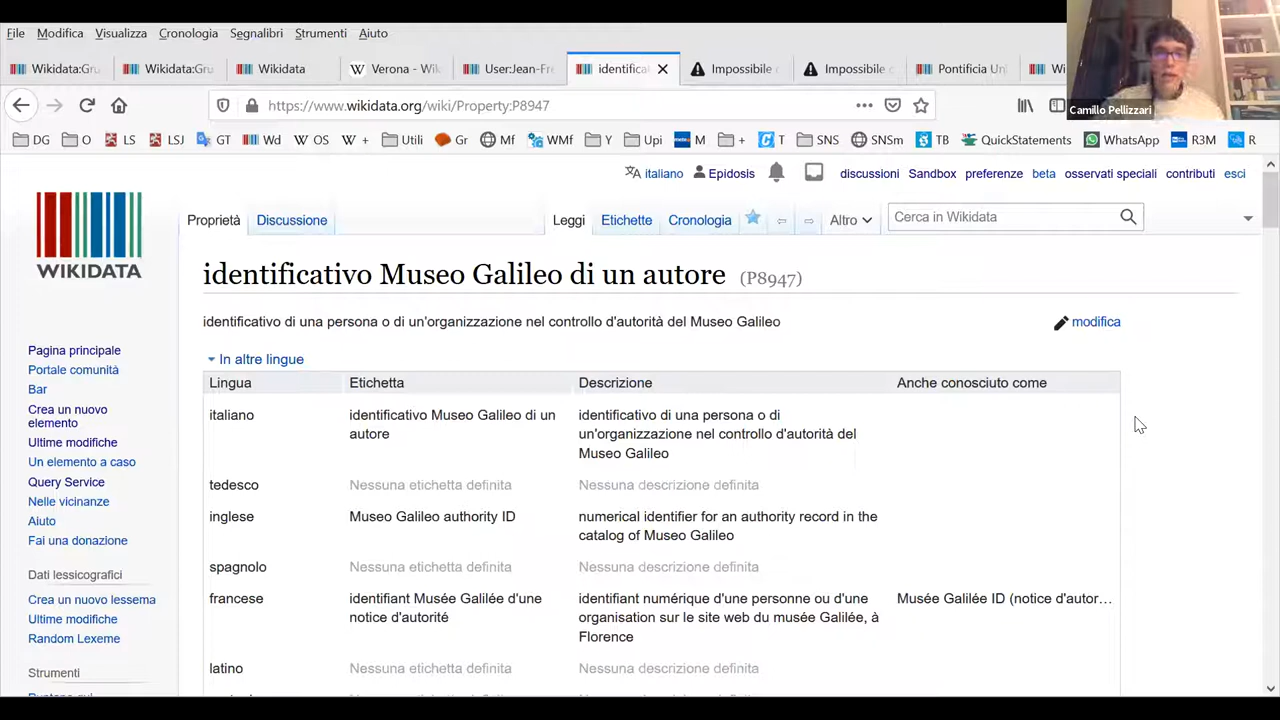 File Modifica Visualizza Cronologia Segnalibri Strumenti Aiuto
Wikidata:Gru Wikidata:Gru Wikidata Verona - Wik User:Jean-Fre identificat Impossibile Impossibile Pontificia Un Wi
https://www.wikidata.org/wiki/Property:P8947
Camillo Pellizzari
DG O LS LSJ GT Wd OS + Utili Gr Mf WMf Y Upi M + T SNS SNSm TB QuickStatements WhatsApp R3M R
italiano Epidosis discussioni Sandbox preferenze beta osservati speciali contributi esci
Proprietà Discussione Leggi Etichette Cronologia Altro Cerca in Wikidata
WIKIDATA
identificativo Museo Galileo di un autore (P8947)
identificativo di una persona o di un'organizzazione nel controllo d'autorità del Museo Galileo modifica
In altre lingue
Lingua Etichetta Descrizione Anche conosciuto come
italiano identificativo Museo Galileo di un autore identificativo di una persona o di un'organizzazione nel controllo d'autorità del Museo Galileo
tedesco Nessuna etichetta definita Nessuna descrizione definita
inglese Museo Galileo authority ID numerical identifier for an authority record in the catalog of Museo Galileo
spagnolo Nessuna etichetta definita Nessuna descrizione definita
francese identifiant Musée Galilée d'une notice d'autorité identifiant numérique d'une personne ou d'une organisation sur le site web du musée Galilée, à Florence Musée Galilée ID (notice d'autor…
latino Nessuna etichetta definita Nessuna descrizione definita
Pagina principale
Portale comunità
Bar
Crea un nuovo
elemento
Ultime modifiche
Un elemento a caso
Query Service
Nelle vicinanze
Aiuto
Fai una donazione
Dati lessicografici
Crea un nuovo lessema
Ultime modifiche
Random Lexeme
Strumenti